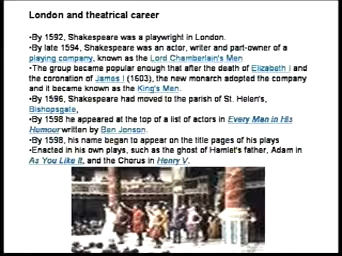 London and theatrical career
•By 1592, Shakespeare was a playwright in London.
•By late 1594, Shakespeare was an actor, writer and part-owner of a
playing company, known as the Lord Chamberlain's Men
•The group became popular enough that after the death of Elizabeth I and
the coronation of James I (1603), the new monarch adopted the company
and it became known as the King's Men.
•By 1596, Shakespeare had moved to the parish of St. Helen's,
Bishopsgate,
•By 1598 he appeared at the top of a list of actors in Every Man in His
Humour written by Ben Jonson.
•By 1598, his name began to appear on the title pages of his plays
•Enacted in his own plays, such as the ghost of Hamlet's father, Adam in
As You Like It, and the Chorus in Henry V.